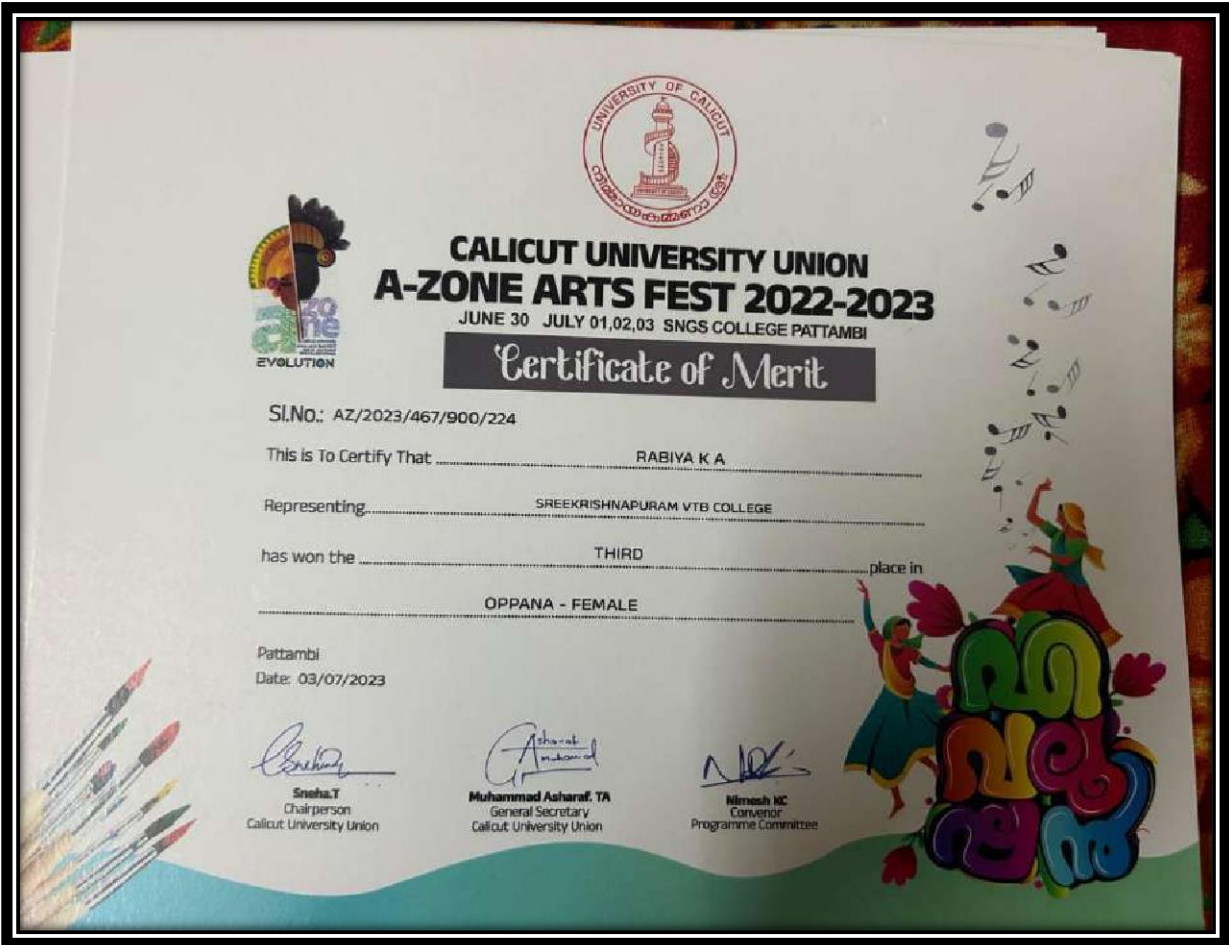 UNIVERSITY OF CALICUT
CALICUT UNIVERSITY UNION
A-ZONE ARTS FEST 2022-2023
JUNE 30 JULY 01,02,03 SNGS COLLEGE PATTAMBI
Certificate of Merit
a zone
EVOLUTION
Sl.No.: AZ/2023/467/900/224
This is To Certify That RABIYA K A
Representing SREEKRISHNAPURAM VTB COLLEGE
has won the THIRD place in
OPPANA - FEMALE
Pattambi
Date: 03/07/2023
Sneha.T
Muhammad Asharaf. TA
Nimesh KC
Chairperson
General Secretary
Convenor
Calicut University Union
Calicut University Union
Programme Committee